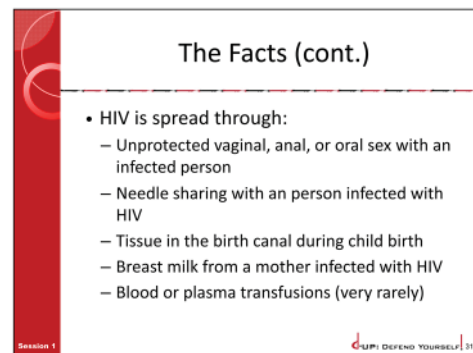 The Facts (cont.)
• HIV is spread through:
– Unprotected vaginal, anal, or oral sex with an
infected person
– Needle sharing with an person infected with
HIV
– Tissue in the birth canal during child birth
– Breast milk from a mother infected with HIV
– Blood or plasma transfusions (very rarely)
Session 1
d-up: Defend Yourself! 31